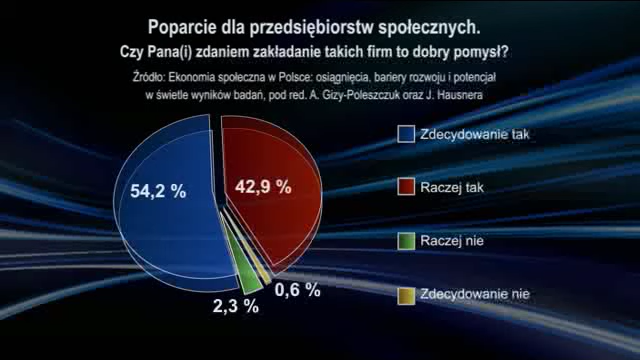 Poparcie dla przedsiębiorstw społecznych.
Czy Pana(i) zdaniem zakładanie takich firm to dobry pomysł?
Źródło: Ekonomia społeczna w Polsce: osiągnięcia, bariery rozwoju i potencjał
w świetle wyników badań, pod red. A. Gizy-Poleszczuk oraz J. Hausnera
54,2 %
42,9 %
2,3 %
0,6 %
Zdecydowanie tak
Raczej tak
Raczej nie
Zdecydowanie nie